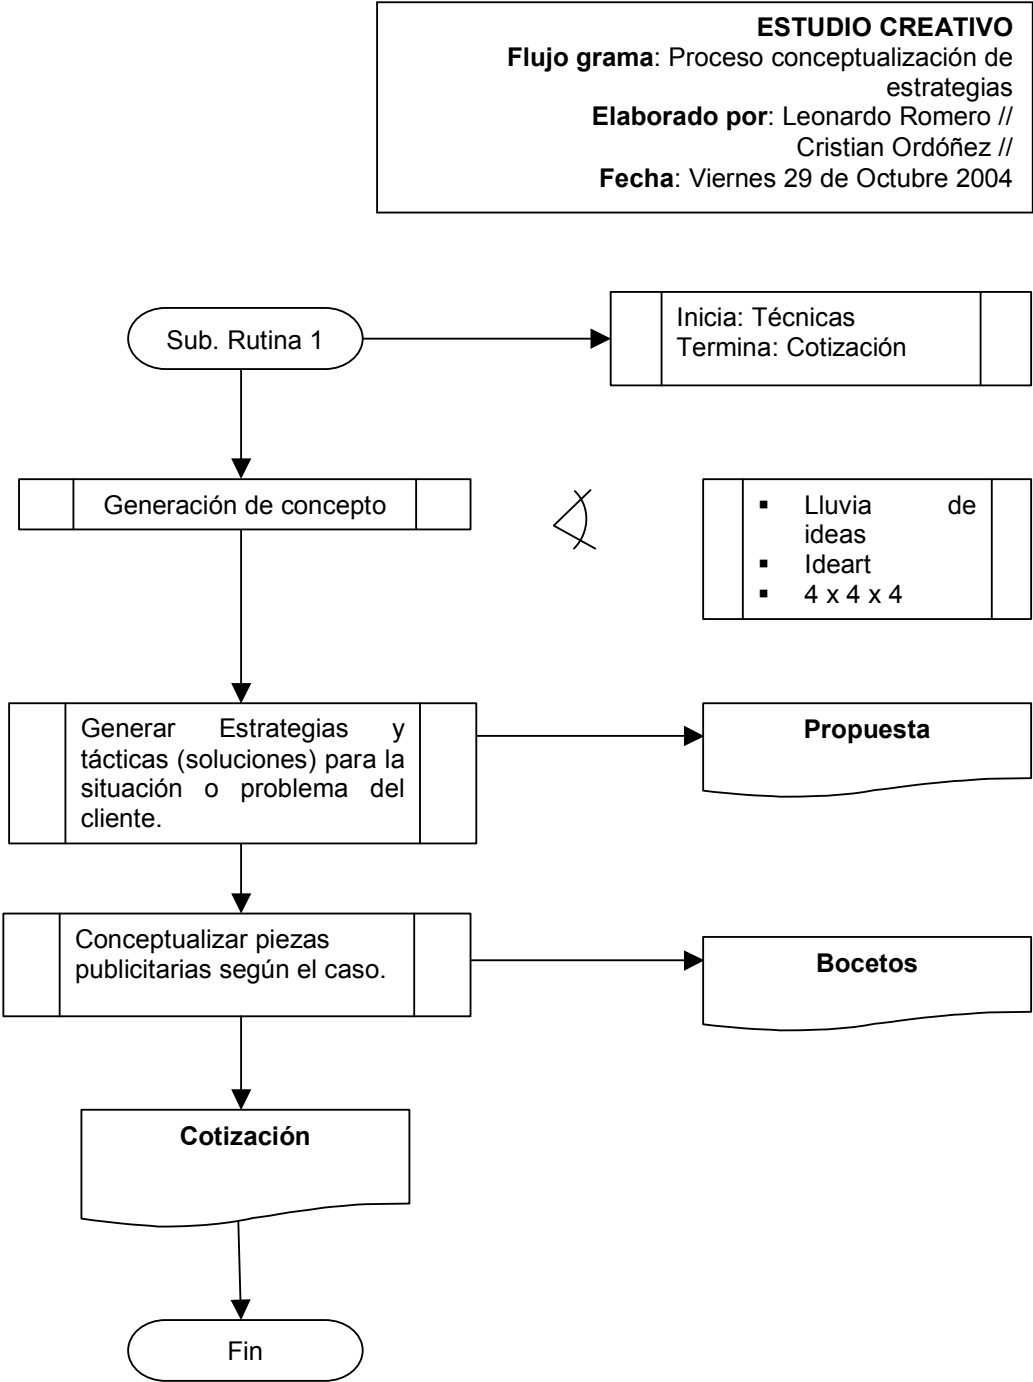 ESTUDIO CREATIVO
Flujo grama: Proceso conceptualización de
estrategias
Elaborado por: Leonardo Romero //
Cristian Ordóñez //
Fecha: Viernes 29 de Octubre 2004
Sub. Rutina 1
Inicia: Técnicas
Termina: Cotización
Generación de concepto
▪ Lluvia de
ideas
▪ Ideart
▪ 4 x 4 x 4
Generar Estrategias y
tácticas (soluciones) para la
situación o problema del
cliente.
Propuesta
Conceptualizar piezas
publicitarias según el caso.
Bocetos
Cotización
Fin